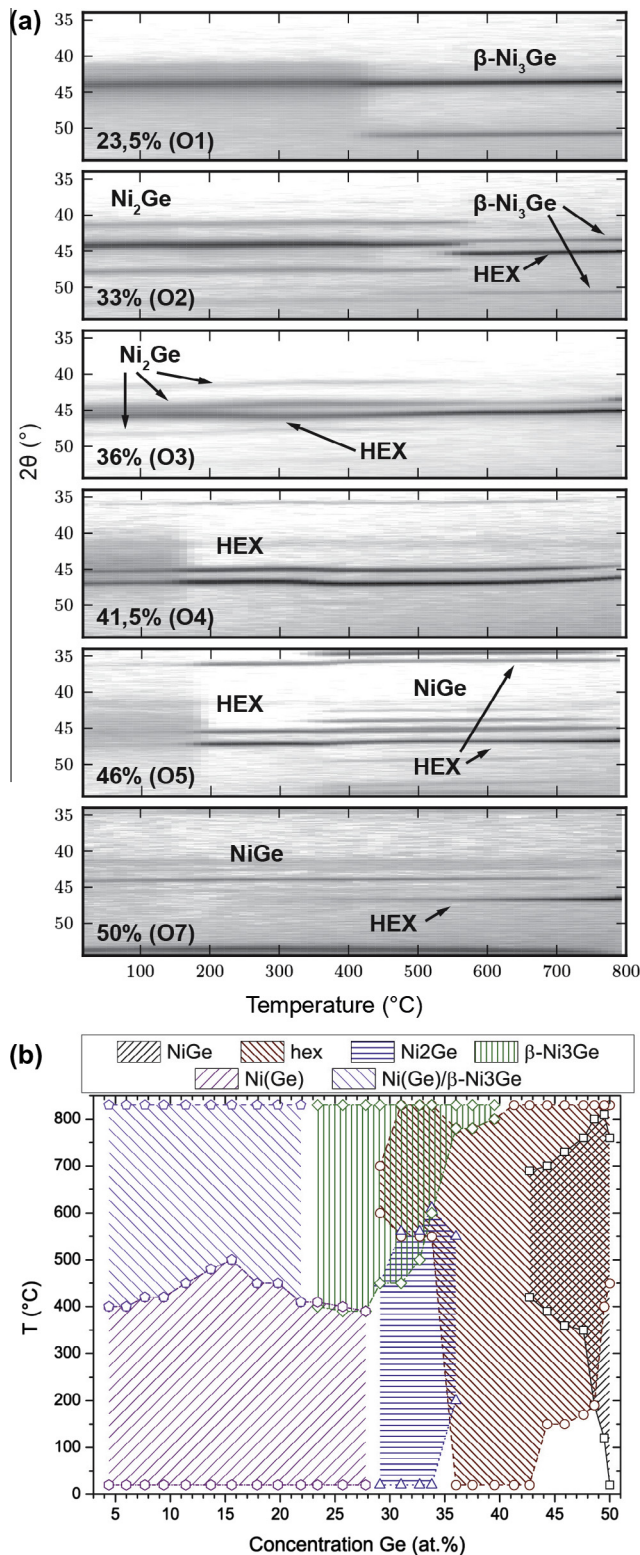 (a)
35
40
45
50
β-Ni₃Ge
23,5% (O1)
35
40
45
50
Ni₂Ge
β-Ni₃Ge
HEX
33% (O2)
35
40
45
50
Ni₂Ge
HEX
36% (O3)
35
40
45
50
HEX
41,5% (O4)
35
40
45
50
HEX
NiGe
HEX
46% (O5)
35
40
45
50
NiGe
HEX
50% (O7)
2θ (°)
100 200 300 400 500 600 700 800
Temperature (°C)
(b)
NiGe hex Ni2Ge β-Ni3Ge
Ni(Ge) Ni(Ge)/β-Ni3Ge
800
700
600
500
400
300
200
100
0
T (°C)
5 10 15 20 25 30 35 40 45 50
Concentration Ge (at.%)